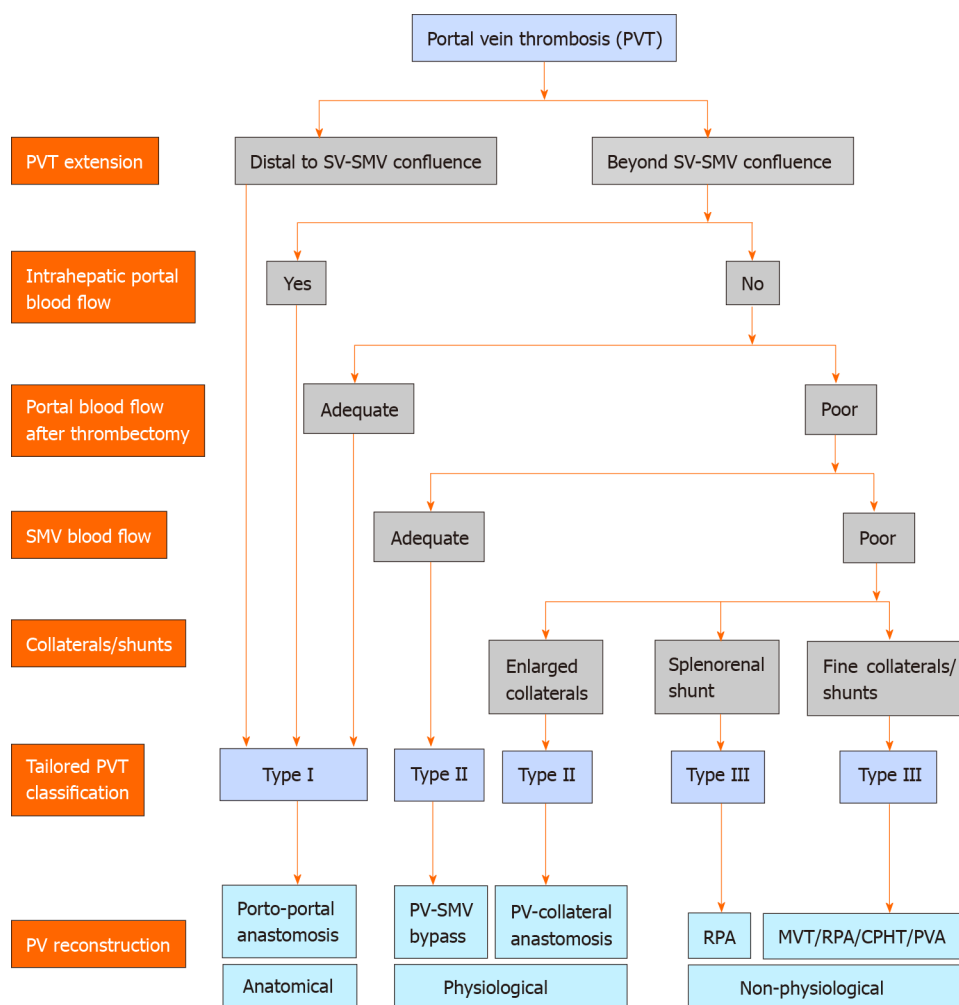 Portal vein thrombosis (PVT)
PVT extension
Distal to SV-SMV confluence
Beyond SV-SMV confluence
Intrahepatic portal
blood flow
Yes
No
Portal blood flow
after thrombectomy
Adequate
Poor
SMV blood flow
Adequate
Poor
Collaterals/shunts
Enlarged
collaterals
Splenorenal
shunt
Fine collaterals/
shunts
Tailored PVT
classification
Type I
Type II
Type II
Type III
Type III
PV reconstruction
Porto-portal
anastomosis
PV-SMV
bypass
PV-collateral
anastomosis
RPA
MVT/RPA/CPHT/PVA
Anatomical
Physiological
Non-physiological